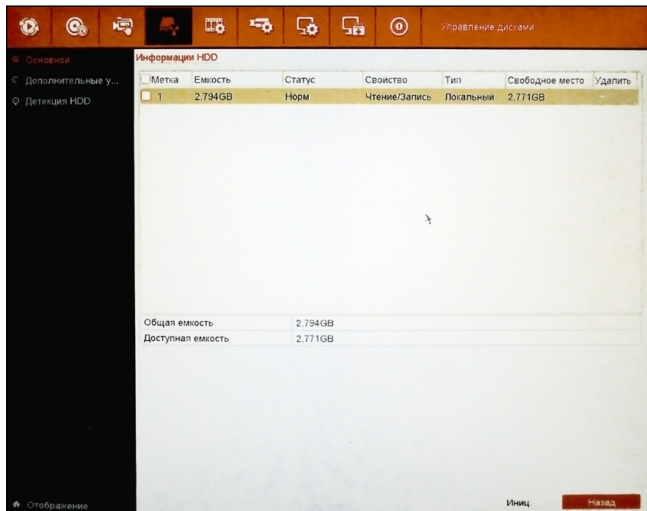 Управление дисками
Основной
Дополнительные у...
Детекция HDD
Информации HDD
Метка Емкость Статус Свойство Тип Свободное место Удалить
1 2,794GB Норм Чтение/Запись Локальный 2,771GB –
Общая емкость 2,794GB
Доступная емкость 2,771GB
Отображение
Иниц. Назад